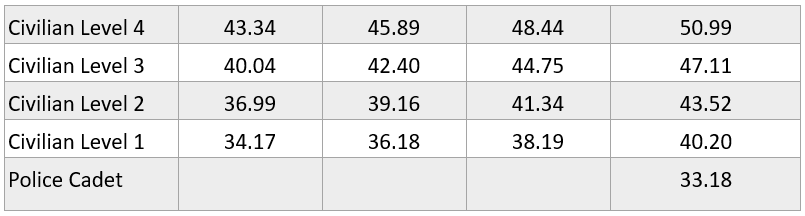 Civilian Level 4 43.34 45.89 48.44 50.99
Civilian Level 3 40.04 42.40 44.75 47.11
Civilian Level 2 36.99 39.16 41.34 43.52
Civilian Level 1 34.17 36.18 38.19 40.20
Police Cadet 33.18